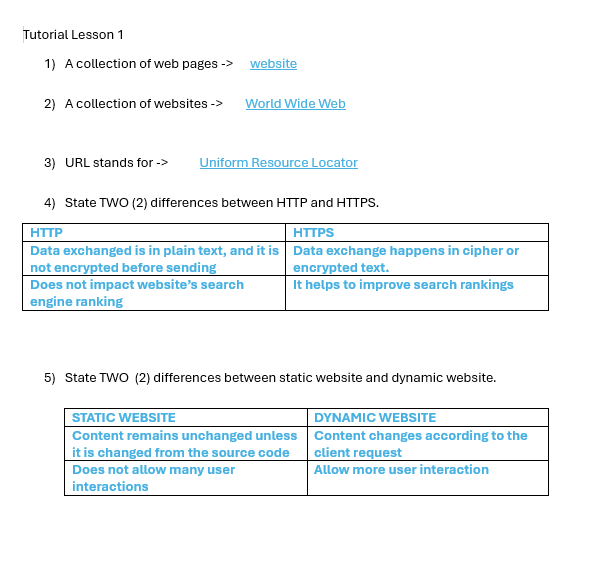 Tutorial Lesson 1
1) A collection of web pages -> website
2) A collection of websites -> World Wide Web
3) URL stands for -> Uniform Resource Locator
4) State TWO (2) differences between HTTP and HTTPS.
HTTP HTTPS
Data exchanged is in plain text, and it is Data exchange happens in cipher or
not encrypted before sending encrypted text.
Does not impact website’s search It helps to improve search rankings
engine ranking
5) State TWO (2) differences between static website and dynamic website.
STATIC WEBSITE DYNAMIC WEBSITE
Content remains unchanged unless Content changes according to the
it is changed from the source code client request
Does not allow many user Allow more user interaction
interactions